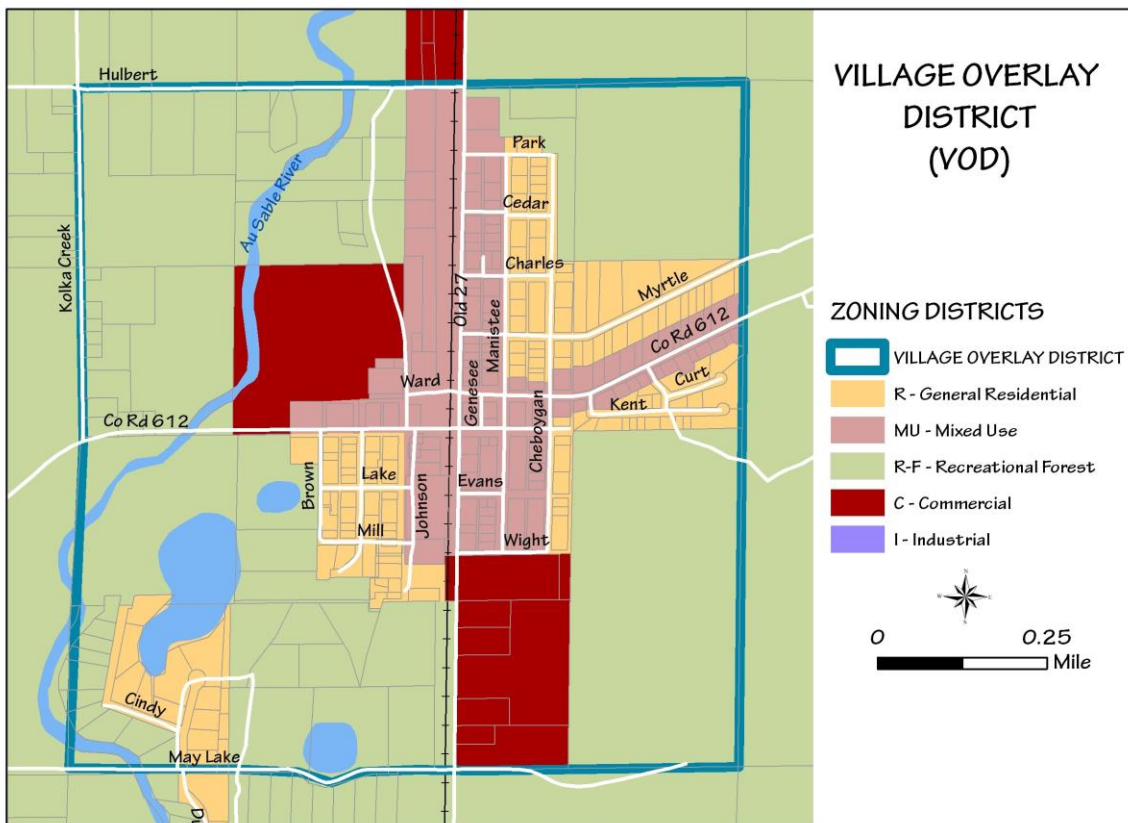 Hulbert
Park
Cedar
Au Sable River
Kolka Creek
Charles
Old 27
Manistee
Myrtle
Co Rd 612
Ward
Genesee
Curt
Kent
Co Rd 612
Cheboygan
Brown
Lake
Johnson
Evans
Mill
Wight
Cindy
May Lake
VILLAGE OVERLAY
DISTRICT
(VOD)
ZONING DISTRICTS
VILLAGE OVERLAY DISTRICT
R - General Residential
MU - Mixed Use
R-F - Recreational Forest
C - Commercial
I - Industrial
N
W
E
S
0 0.25
Mile